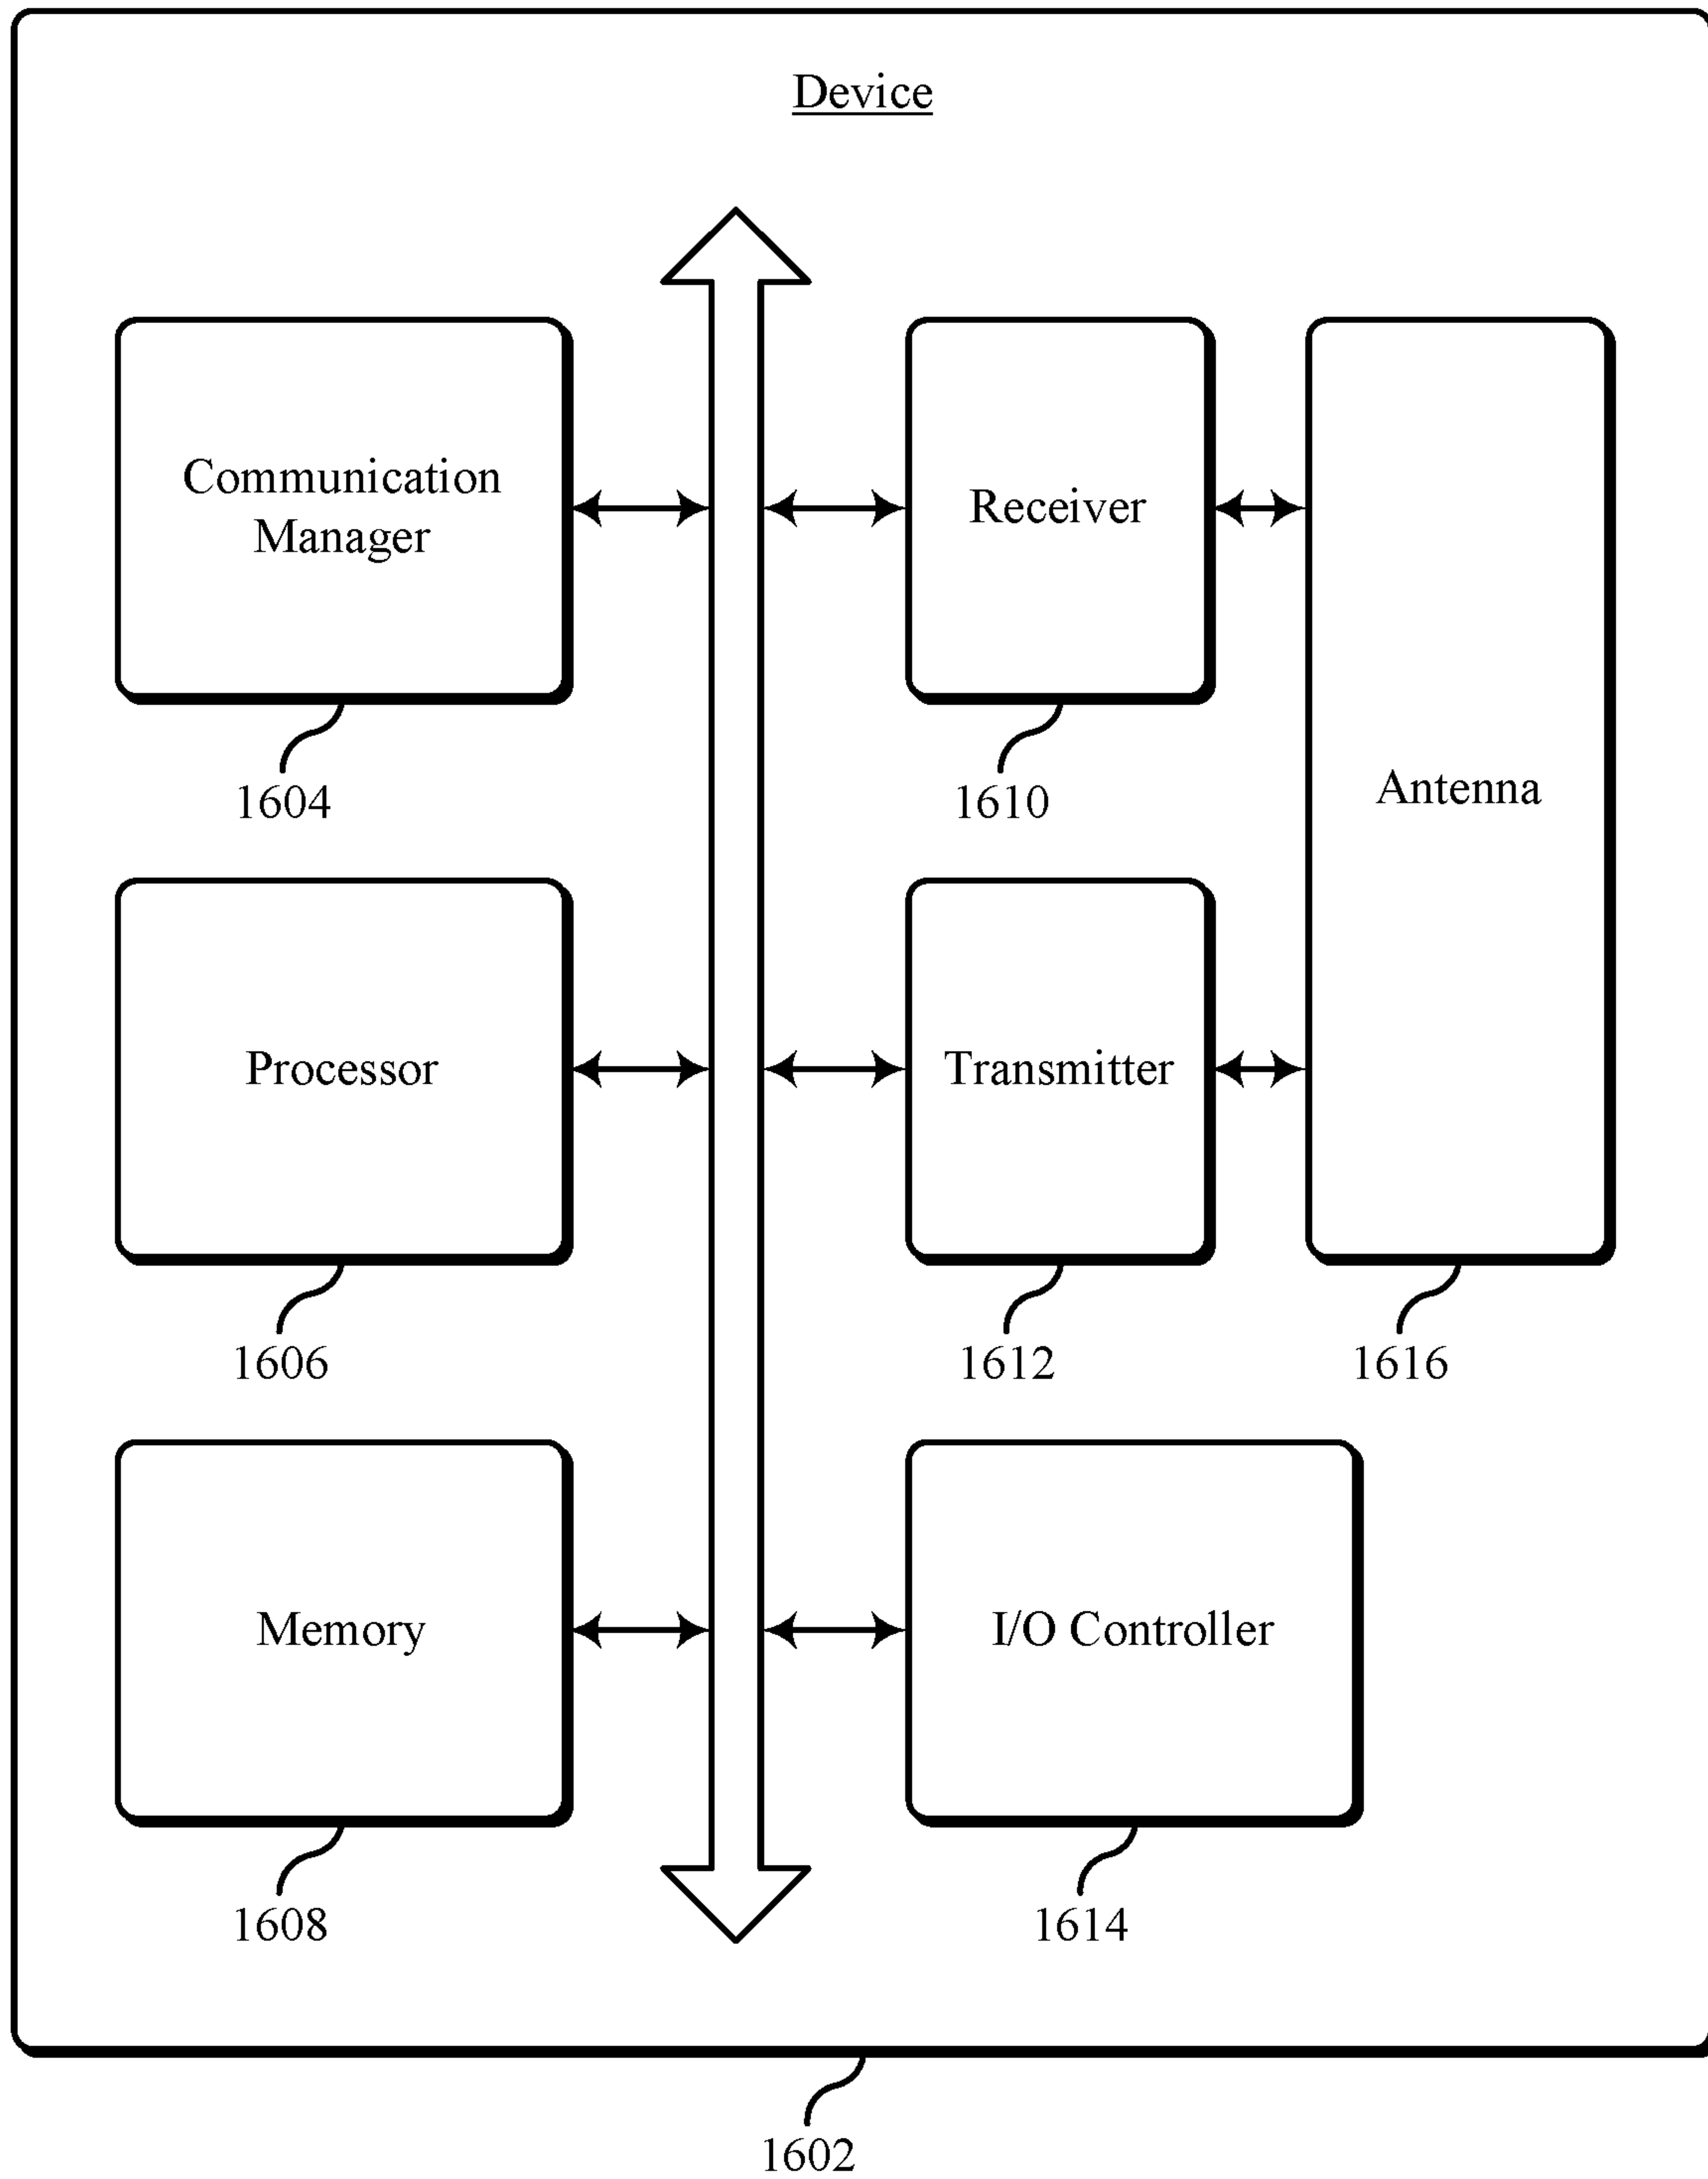 Device
Communication
Manager
1604
Receiver
1610
Antenna
1616
Processor
1606
Transmitter
1612
Memory
1608
I/O Controller
1614
1602